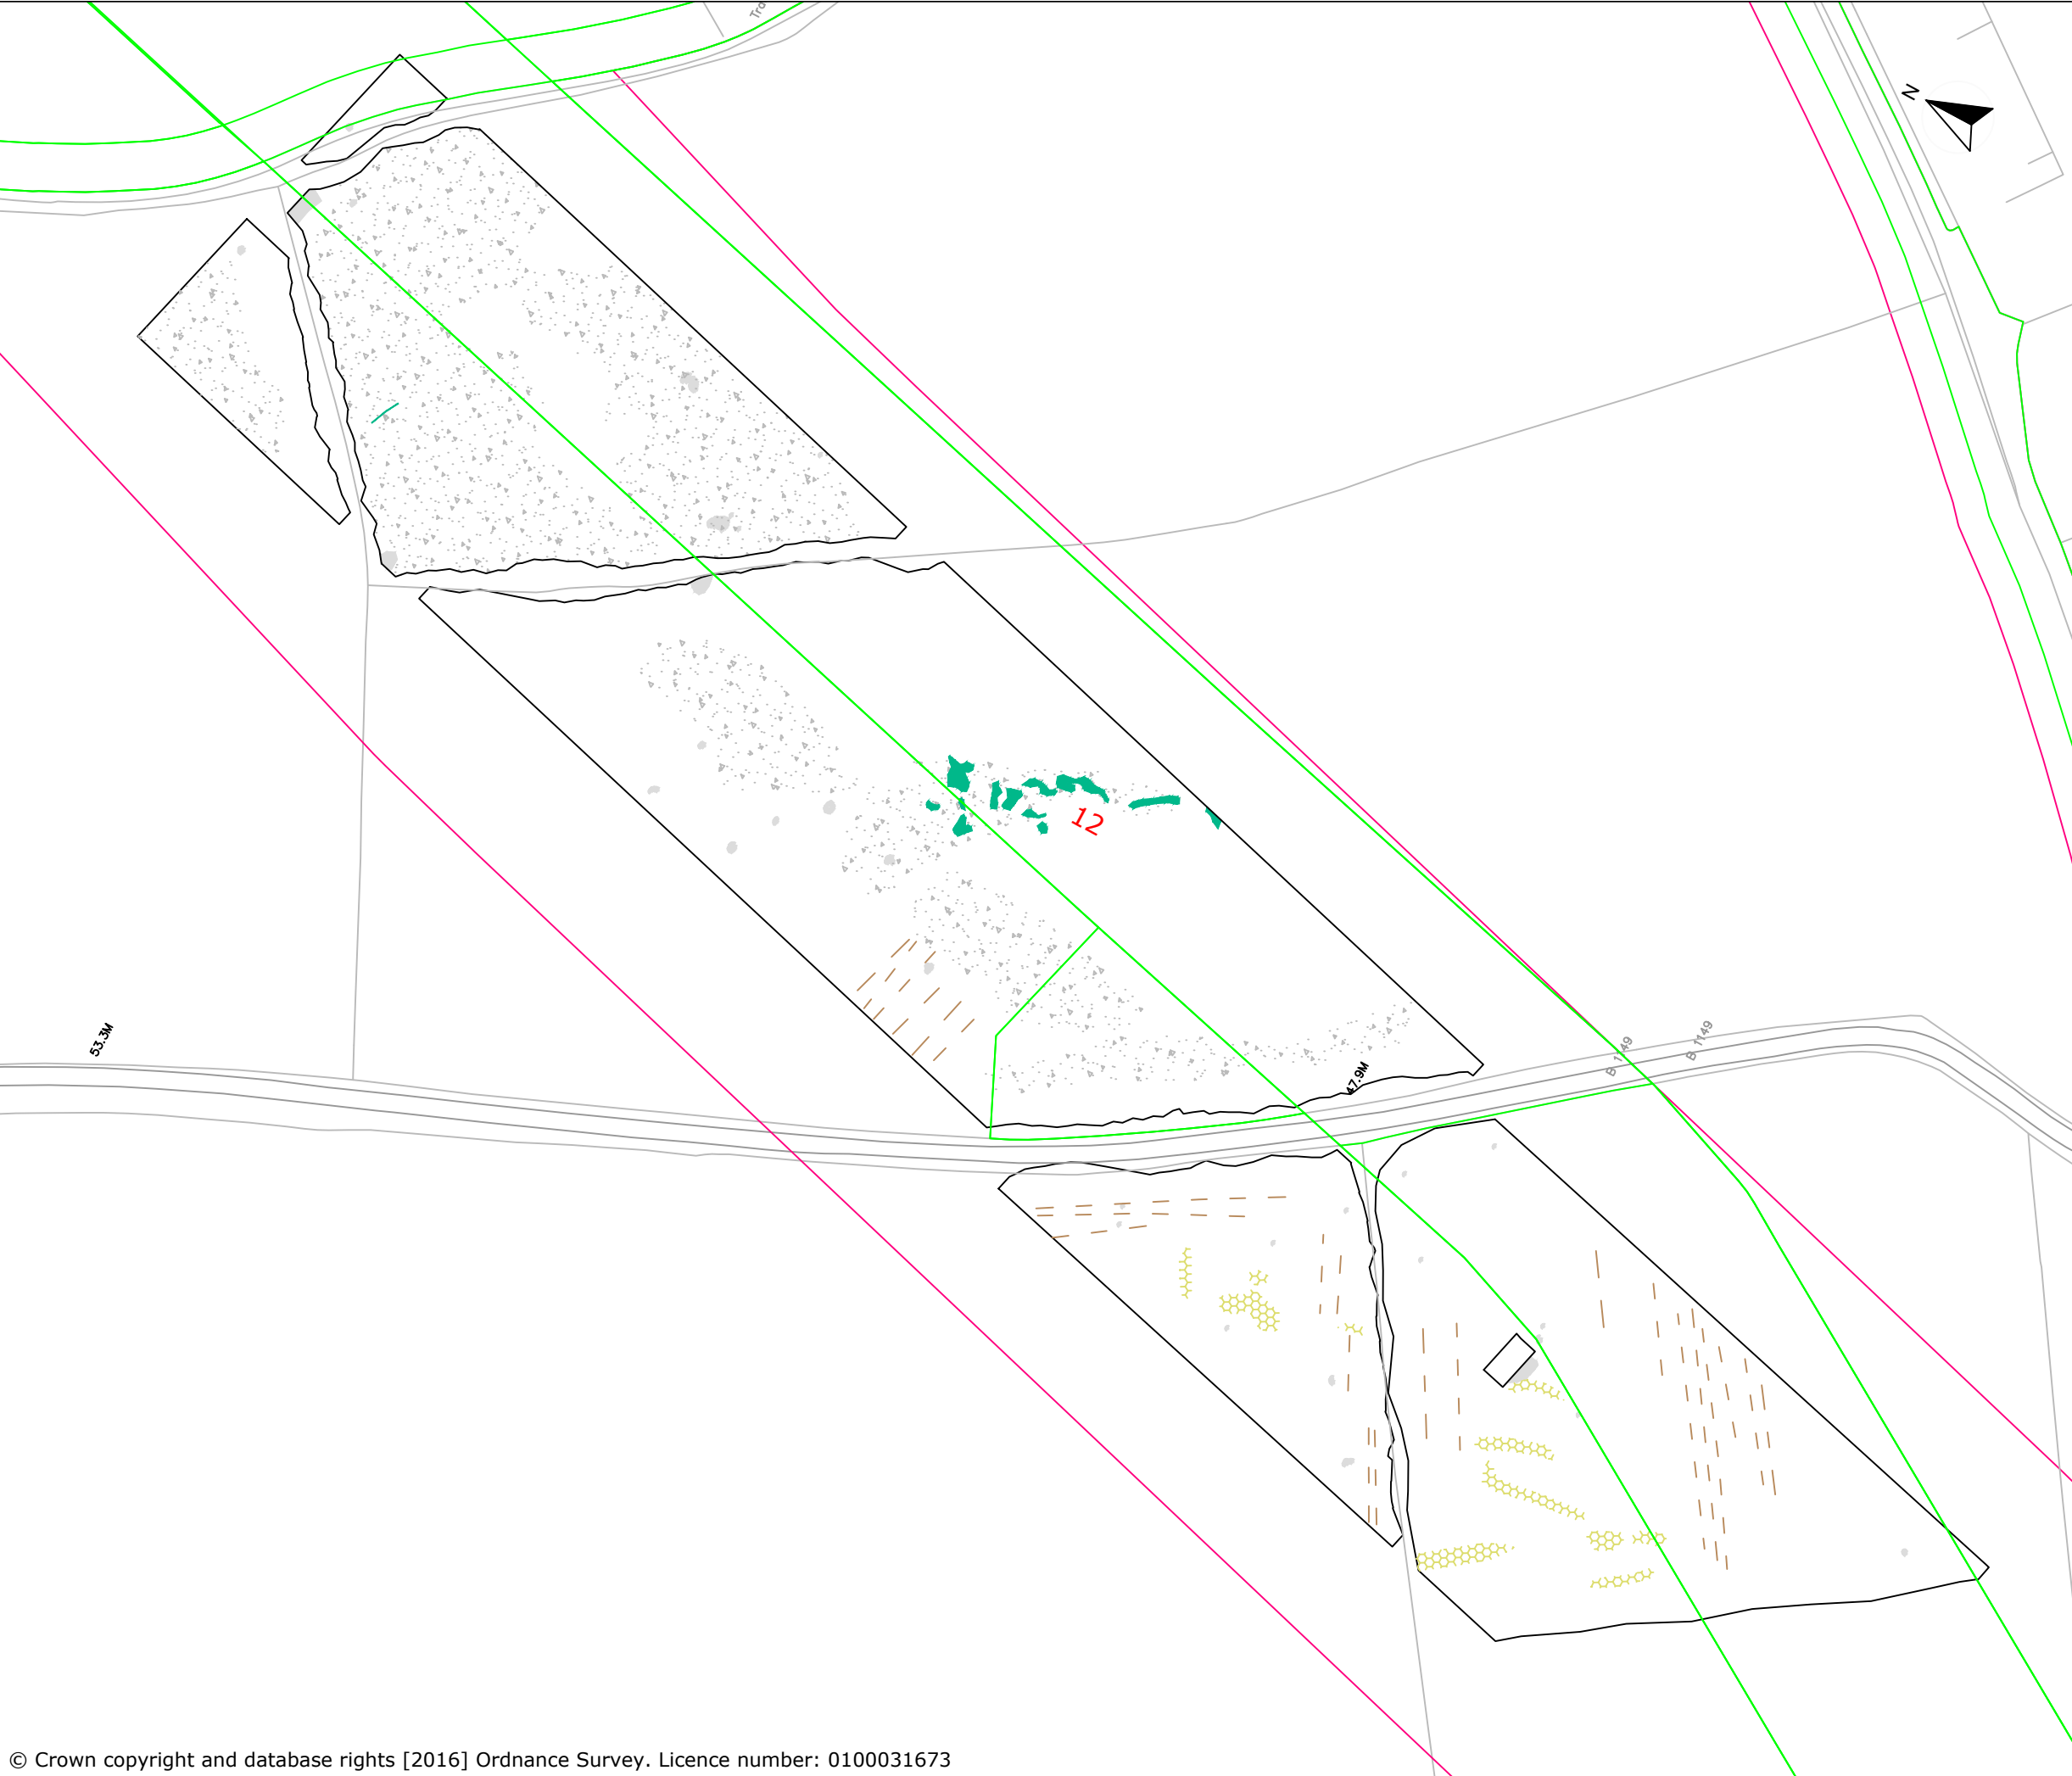 N
12
53.3M
47.9M
B 1149
B 1149
© Crown copyright and database rights [2016] Ordnance Survey. Licence number: 0100031673